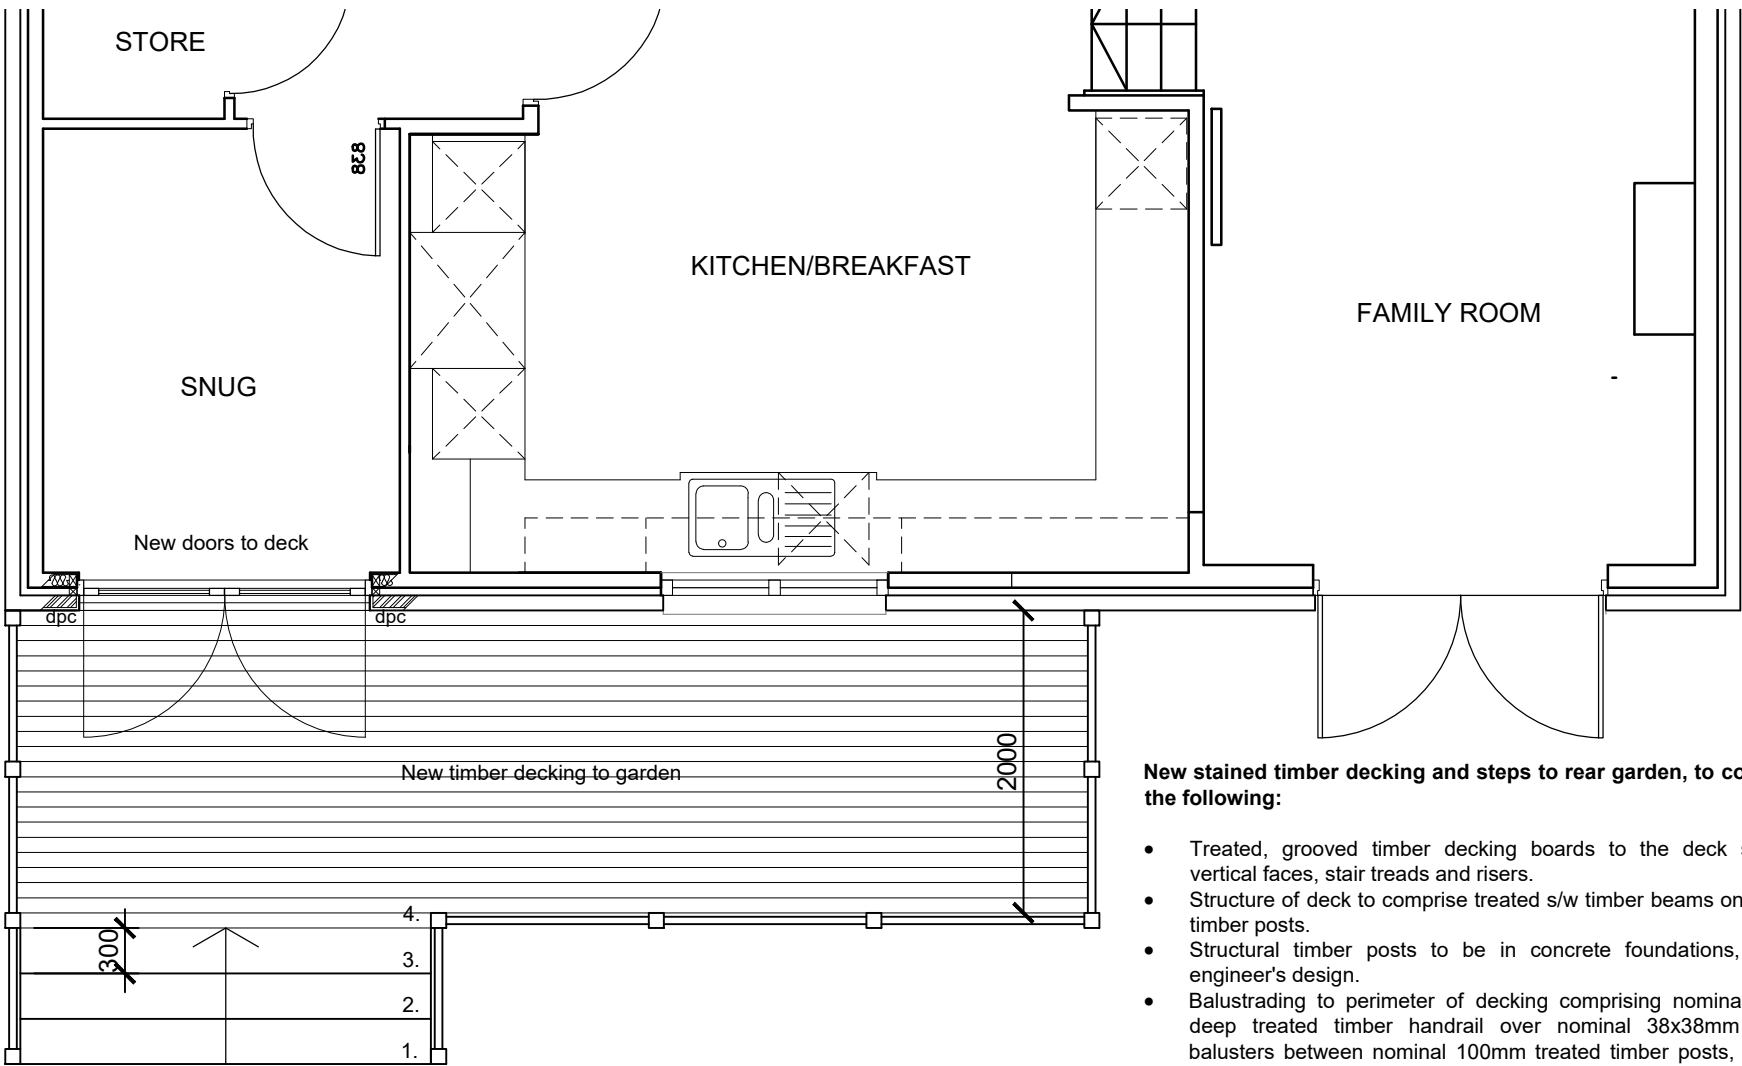 STORE
838
KITCHEN/BREAKFAST
FAMILY ROOM
SNUG
-
New doors to deck
dpc
dpc
New timber decking to garden
2000
300
4.
3.
2.
1.
New stained timber decking and steps to rear garden, to
the following:
• Treated, grooved timber decking boards to the deck
vertical faces, stair treads and risers.
• Structure of deck to comprise treated s/w timber beams on
timber posts.
• Structural timber posts to be in concrete foundations,
engineer's design.
• Balustrading to perimeter of decking comprising
deep treated timber handrail over nominal 38x38mm
balusters between nominal 100mm treated timber posts,